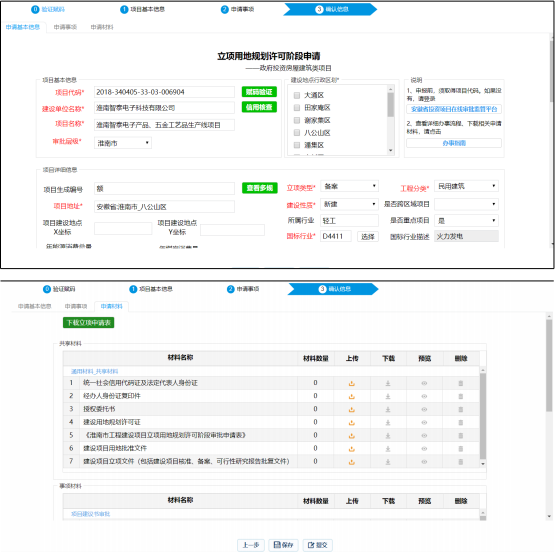 0 验证赋码 1 项目基本信息 2 申请事项 3 确认信息
申请基本信息 申请事项 申请材料
立项用地规划许可阶段申请
——政府投资房屋建筑类项目
项目基本信息
项目代码* 2018-340405-33-03-006904 赋码验证
建设单位名称* 淮南智泰电子科技有限公司 信用核查
项目名称* 淮南智泰电子产品、五金工艺品生产线项目
审批层级* 淮南市
建设地点行政区划*
大通区
田家庵区
谢家集区
八公山区
潘集区
说明
1、申报前，须取得项目代码，如果没有，请登录
安徽省投资项目在线审批监管平台
2、查看详细办事流程、下载相关申请材料，请点击
办事指南
项目详细信息
项目生成编号 额 查看多规 立项类型* 备案 工程分类* 民用建筑
项目地址* 安徽省;淮南市_八公山区 建设性质* 新建 是否跨区域项目
项目建设地点X坐标 项目建设地点Y坐标 所属行业 轻工 是否重点项目 是
国标行业* D4411 选择 国标行业描述 火力发电
0 验证赋码 1 项目基本信息 2 申请事项 3 确认信息
申请基本信息 申请事项 申请材料
下载立项申请表
共享材料
材料名称 材料数量 上传 下载 预览 删除
通用材料_共享材料
1 统一社会信用代码证及法定代表人身份证 0
2 经办人身份证复印件 0
3 授权委托书 0
4 建设用地规划许可证 0
5 《淮南市工程建设项目立项用地规划许可阶段审批申请表》 0
6 建设项目用地批准文件 0
7 建设项目立项文件（包括建设项目核准、备案、可行性研究报告批复文件） 0
事项材料
材料名称 材料数量 上传 下载 预览 删除
项目建议书审批
上一步 保存 提交